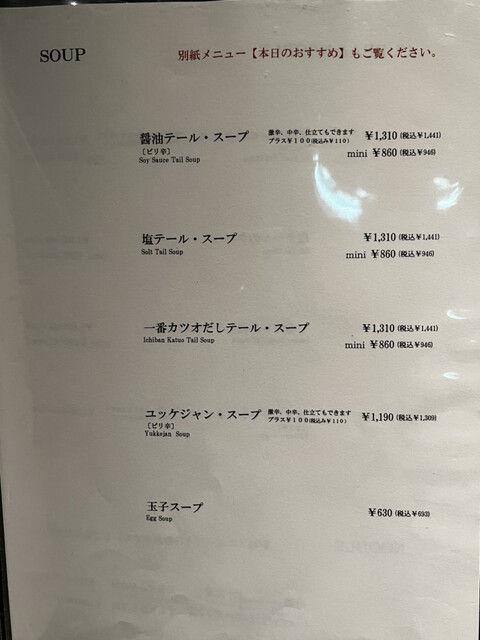 SOUP
別紙メニュー【本日のおすすめ】もご覧ください。
醤油テール・スープ 激辛、中辛、仕立てもできます ¥1,310 (税込¥1,441)
プラス¥100(税込み¥110)
〔ピリ辛〕 mini ¥860 (税込¥946)
Soy Sauce Tail Soup
塩テール・スープ ¥1,310 (税込¥1,441)
Solt Tail Soup mini ¥860 (税込¥946)
一番カツオだしテール・スープ ¥1,310 (税込¥1,441)
Ichiban Katuo Tail Soup mini ¥860 (税込¥946)
ユッケジャン・スープ 激辛、中辛、仕立てもできます ¥1,190 (税込¥1,309)
プラス¥100(税込み¥110)
〔ピリ辛〕
Yukkejan Soup
玉子スープ ¥630 (税込¥693)
Egg Soup